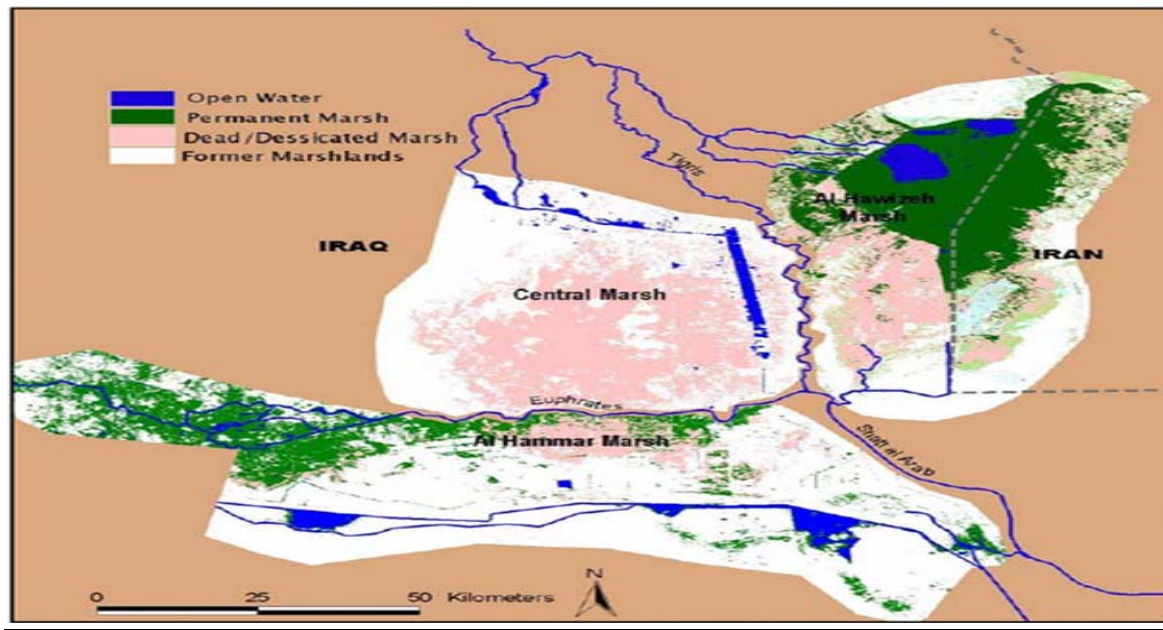 Open Water
Permanent Marsh
Dead/Dessicated Marsh
Former Marshlands
Tigris
Al Hawizeh
Marsh
IRAQ
IRAN
Central Marsh
Euphrates
Al Hammar Marsh
Shatt al Arab
0 25 50 Kilometers
N